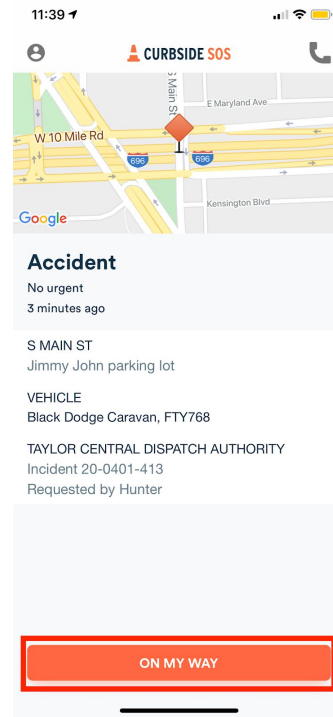 11:39
CURBSIDE SOS
S Main St
E Maryland Ave
W 10 Mile Rd
696
696
Kensington Blvd
Google
Accident
No urgent
3 minutes ago
S MAIN ST
Jimmy John parking lot
VEHICLE
Black Dodge Caravan, FTY768
TAYLOR CENTRAL DISPATCH AUTHORITY
Incident 20-0401-413
Requested by Hunter
ON MY WAY